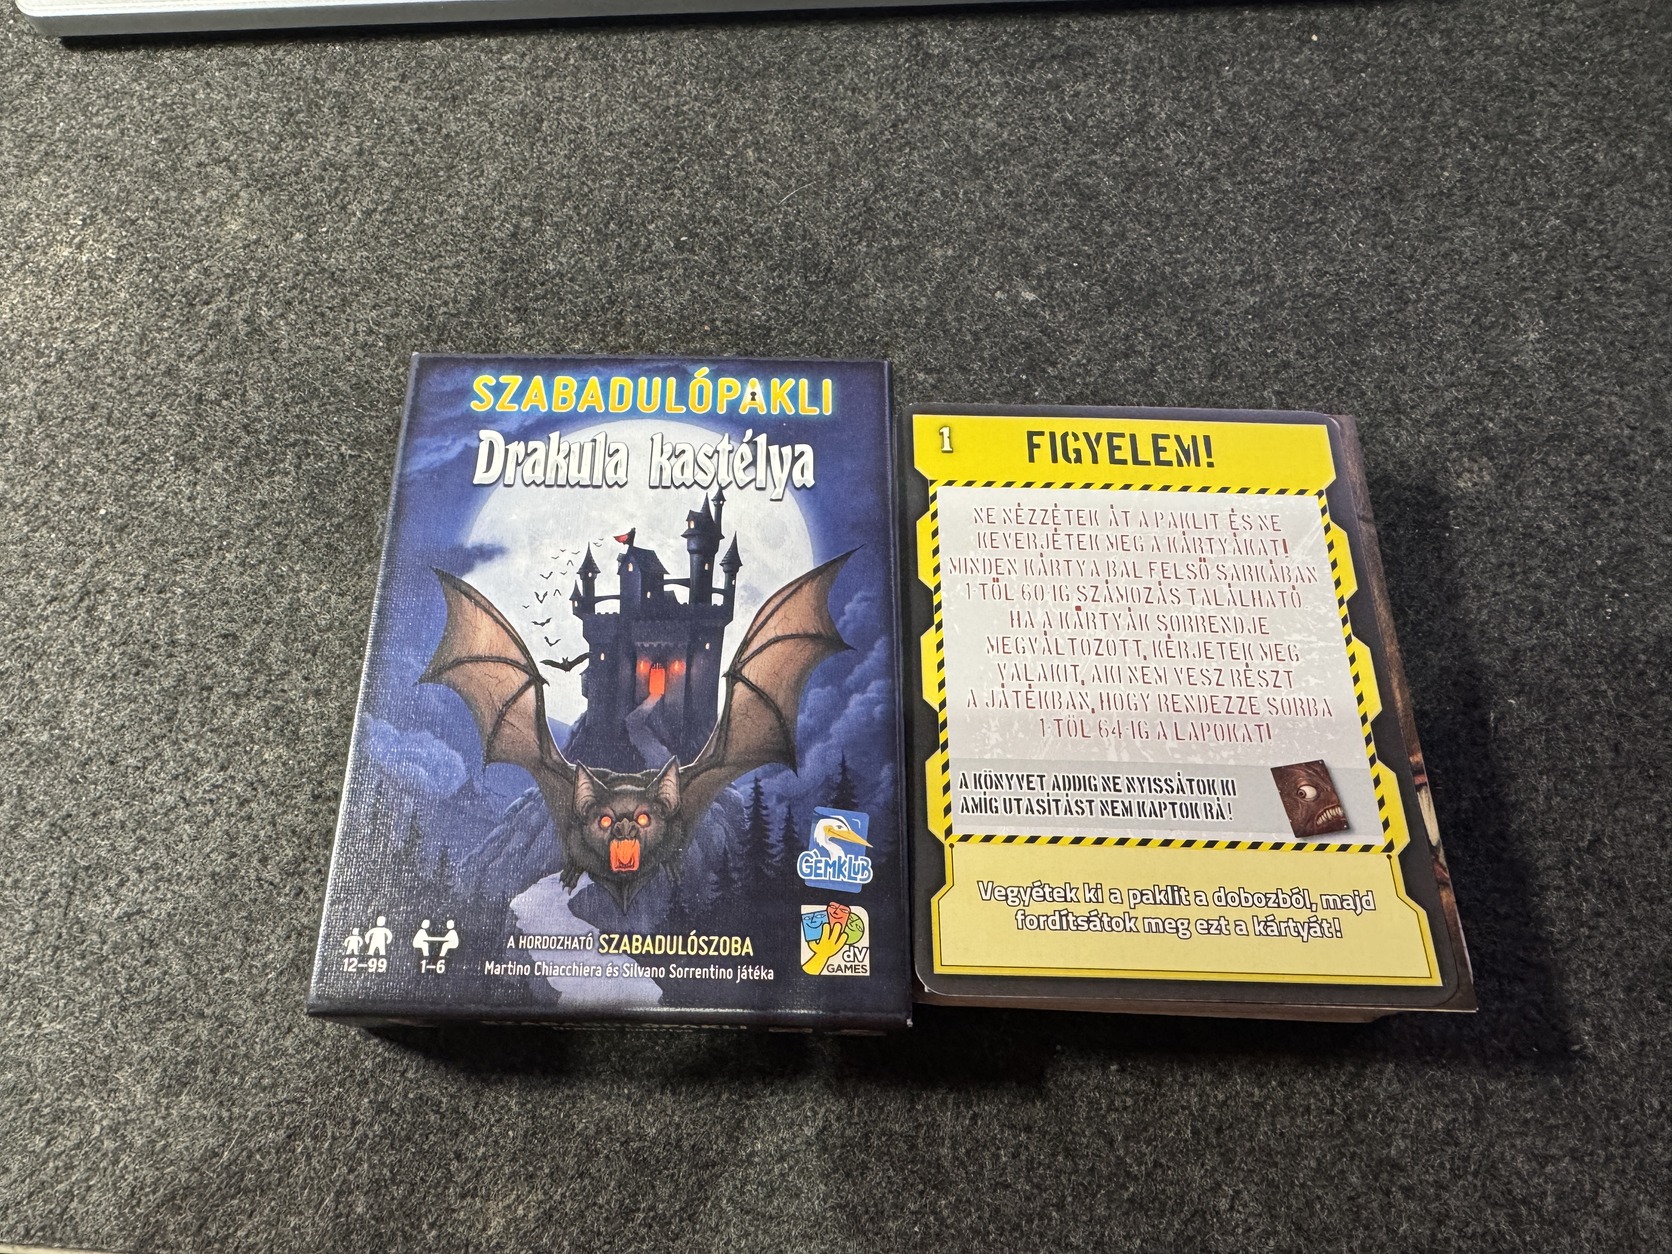 SZABADULÓPAKLI
Drakula kastélya
GÉMKLUB
dV
GAMES
12–99
1–6
A HORDOZHATÓ SZABADULÓSZOBA
Martino Chiacchiera és Silvano Sorrentino játéka
1
FIGYELEM!
NE NÉZZÉTEK ÁT A PAKLIT ÉS NE
KEVERJÉTEK MEG A KÁRTYÁKAT!
MINDEN KÁRTYA BAL FELSŐ SARKÁBAN
1-TŐL 60-IG SZÁMOZÁS TALÁLHATÓ.
HA A KÁRTYÁK SORRENDJE
MEGVÁLTOZOTT, KÉRJETEK MEG
VALAKIT, AKI NEM VESZ RÉSZT
A JÁTÉKBAN, HOGY RENDEZZE SORBA
1-TŐL 64-IG A LAPOKAT!
A KÖNYVET ADDIG NE NYISSÁTOK KI
AMÍG UTASÍTÁST NEM KAPTOK RÁ!
Vegyétek ki a paklit a dobozból, majd
fordítsátok meg ezt a kártyát!